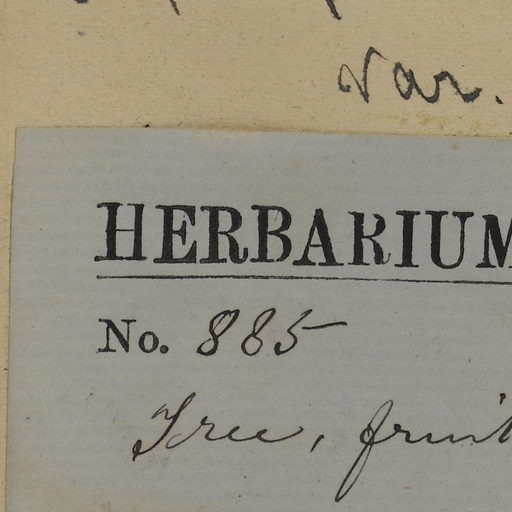 var.
HERBARIUM
No. 885
Tree, fruit